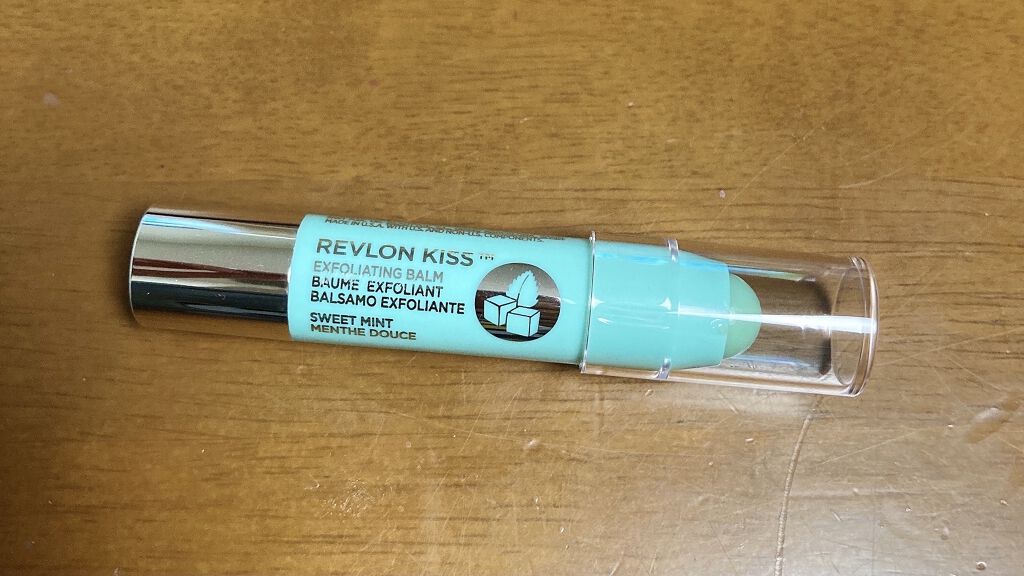 MADE IN U.S.A. WITH U.S. AND NON-U.S. COMPONENTS.
REVLON KISS™
EXFOLIATING BALM
BAUME EXFOLIANT
BALSAMO EXFOLIANTE
SWEET MINT
MENTHE DOUCE